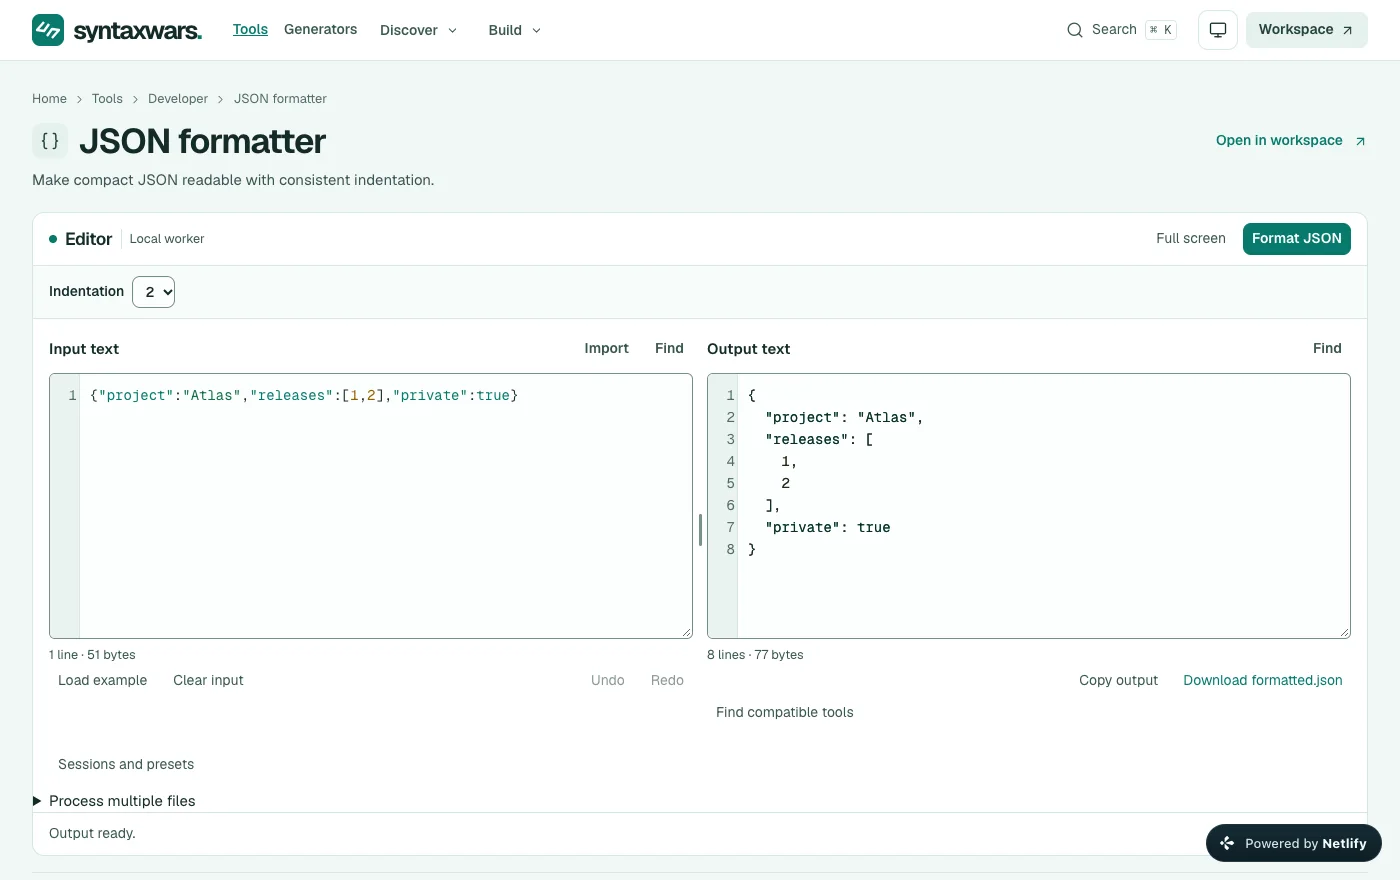 syntaxwars.
Tools Generators Discover Build
Search ⌘ K
Workspace
Home Tools Developer JSON formatter
{ } JSON formatter
Open in workspace
Make compact JSON readable with consistent indentation.
Editor Local worker
Full screen Format JSON
Indentation 2
Input text Import Find
1 {"project":"Atlas","releases":[1,2],"private":true}
1 line · 51 bytes
Load example Clear input Undo Redo
Output text Find
1 {
2   "project": "Atlas",
3   "releases": [
4     1,
5     2
6   ],
7   "private": true
8 }
8 lines · 77 bytes
Copy output Download formatted.json
Find compatible tools
Sessions and presets
Process multiple files
Output ready.
Powered by Netlify